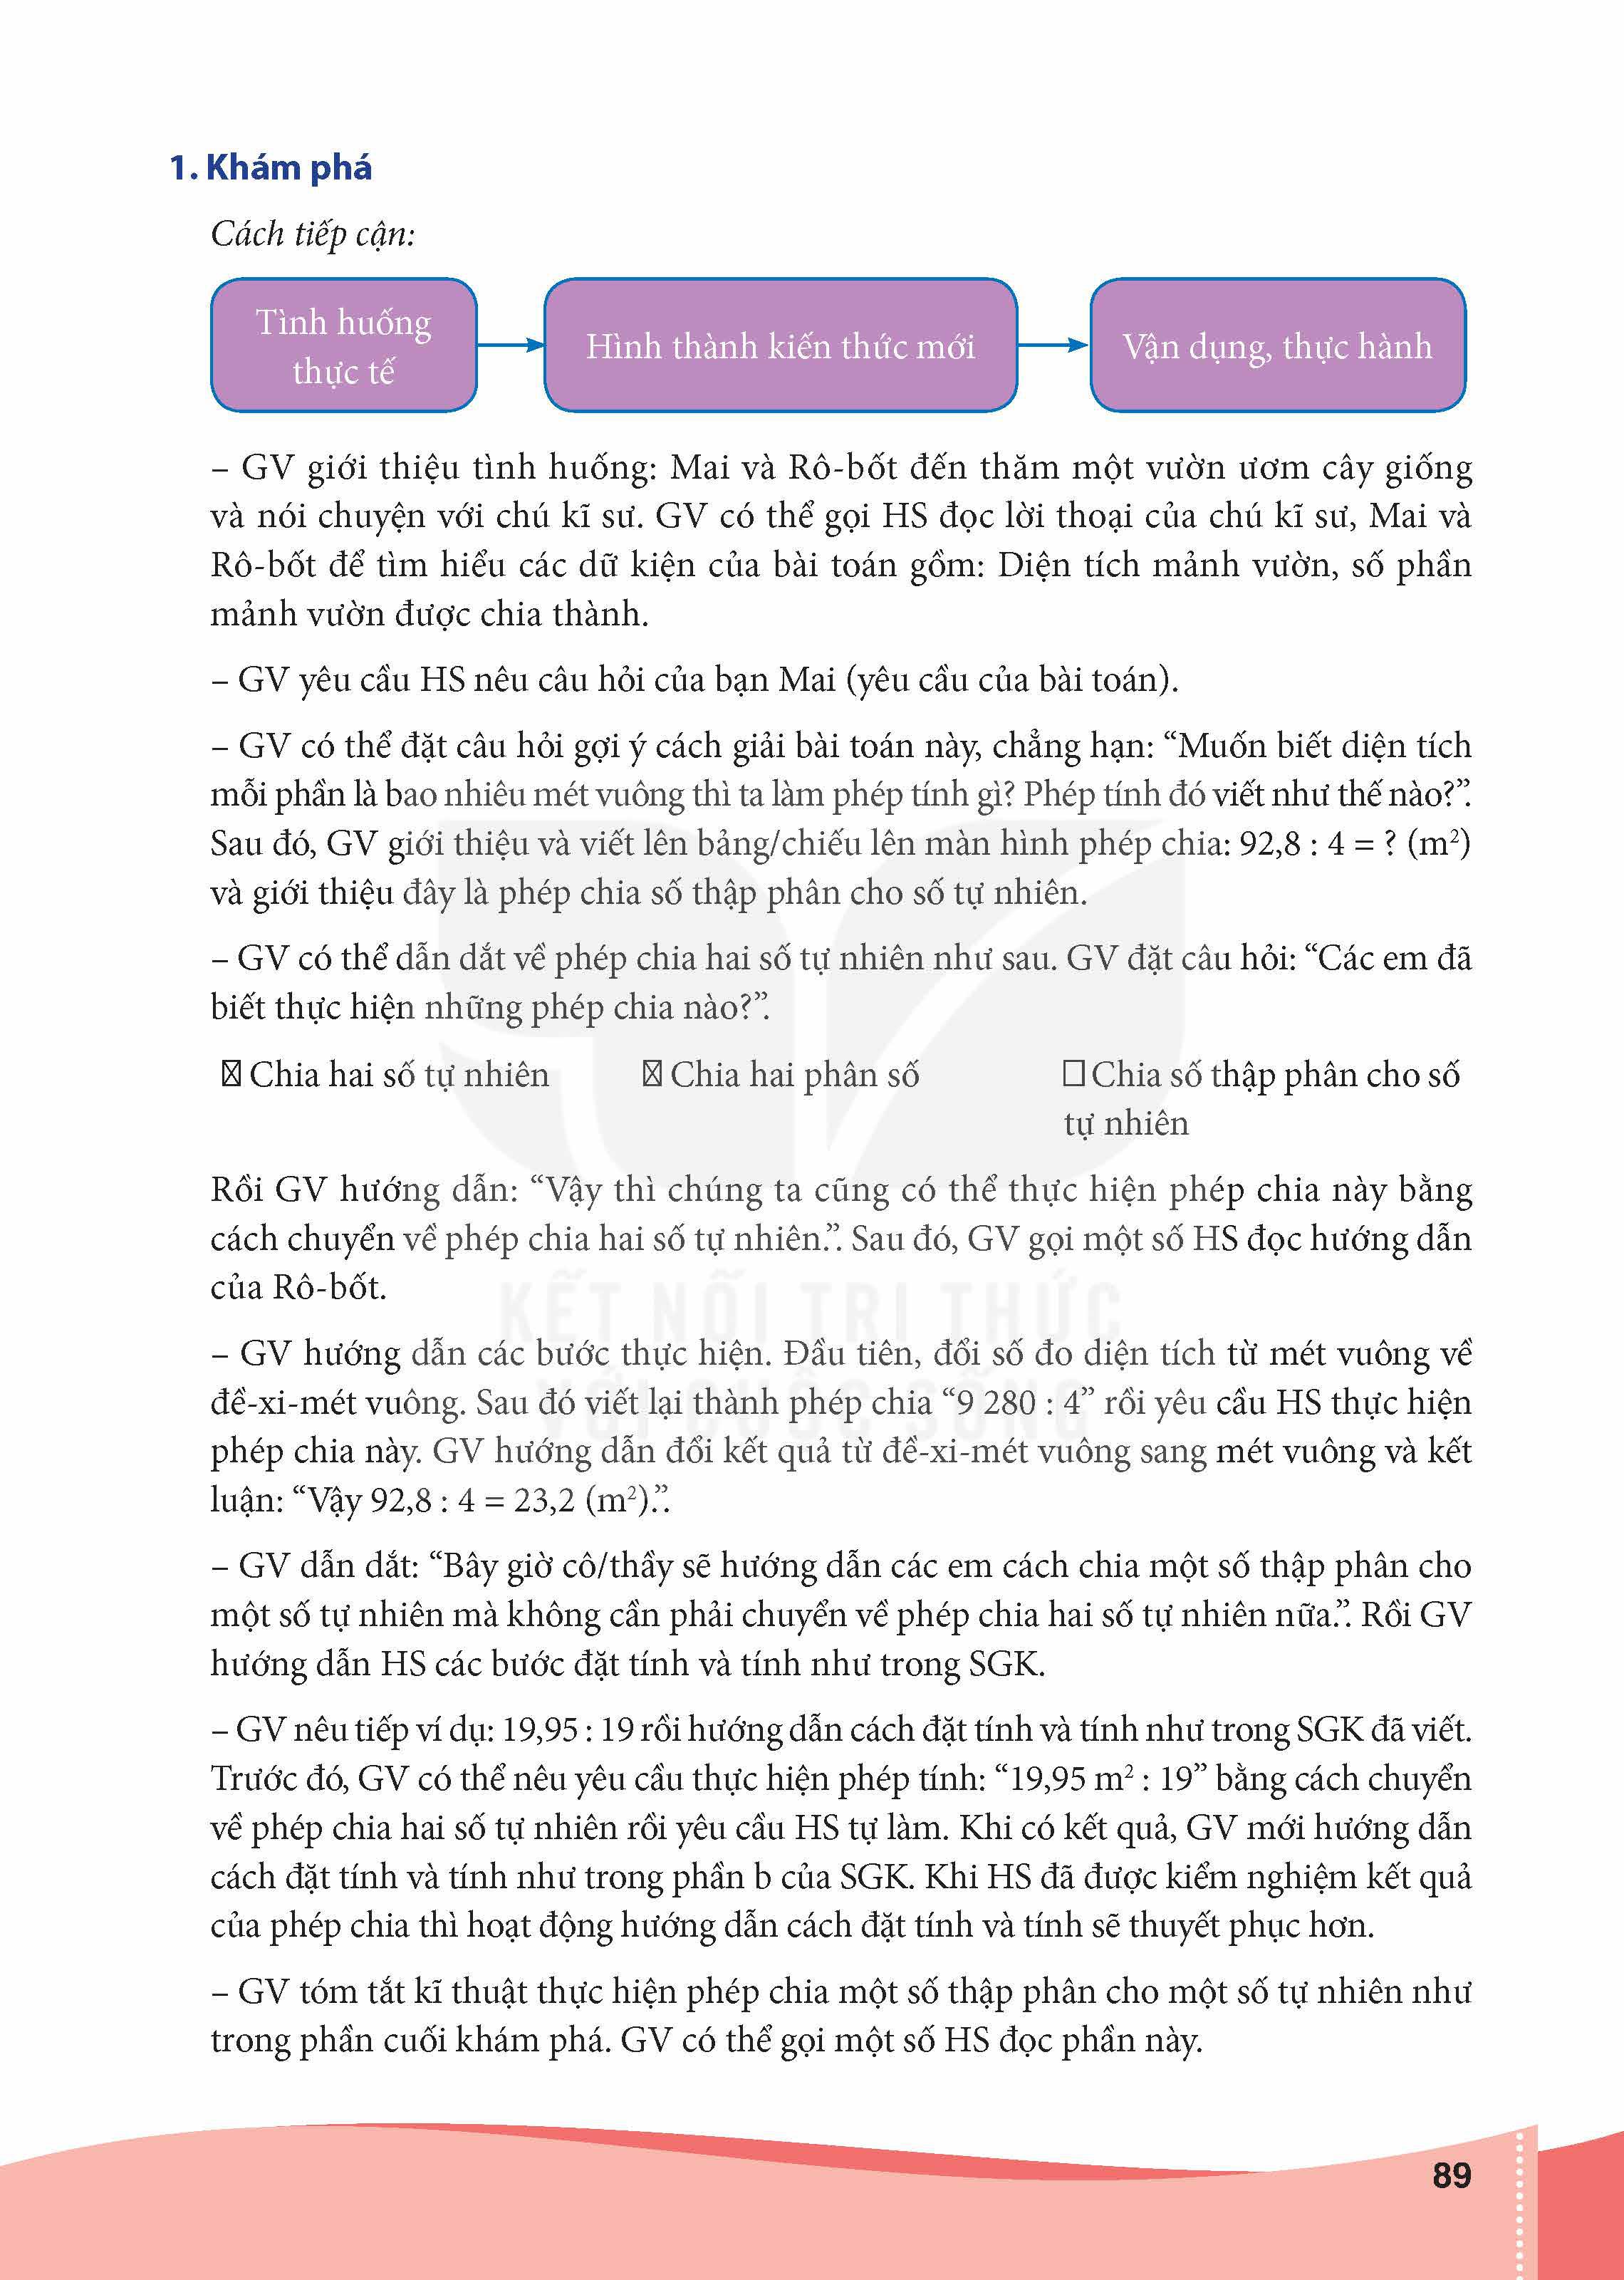 1. Khám phá
Cách tiếp cận:
Tình huống
thực tế
Hình thành kiến thức mới
Vận dụng, thực hành
– GV giới thiệu tình huống: Mai và Rô-bốt đến thăm một vườn ươm cây giống
và nói chuyện với chú kĩ sư. GV có thể gọi HS đọc lời thoại của chú kĩ sư, Mai và
Rô-bốt để tìm hiểu các dữ kiện của bài toán gồm: Diện tích mảnh vườn, số phần
mảnh vườn được chia thành.
– GV yêu cầu HS nêu câu hỏi của bạn Mai (yêu cầu của bài toán).
– GV có thể đặt câu hỏi gợi ý cách giải bài toán này, chẳng hạn: “Muốn biết diện tích
mỗi phần là bao nhiêu mét vuông thì ta làm phép tính gì? Phép tính đó viết như thế nào?”.
Sau đó, GV giới thiệu và viết lên bảng/chiếu lên màn hình phép chia: 92,8 : 4 = ? (m²)
và giới thiệu đây là phép chia số thập phân cho số tự nhiên.
– GV có thể dẫn dắt về phép chia hai số tự nhiên như sau. GV đặt câu hỏi: “Các em đã
biết thực hiện những phép chia nào?”.
☒ Chia hai số tự nhiên ☒ Chia hai phân số ☐ Chia số thập phân cho số
tự nhiên
Rồi GV hướng dẫn: “Vậy thì chúng ta cũng có thể thực hiện phép chia này bằng
cách chuyển về phép chia hai số tự nhiên.”. Sau đó, GV gọi một số HS đọc hướng dẫn
của Rô-bốt.
KẾT NỐI TRI THỨC
– GV hướng dẫn các bước thực hiện. Đầu tiên, đổi số đo diện tích từ mét vuông về
VỚI CUỘC SỐNG
đề-xi-mét vuông. Sau đó viết lại thành phép chia “9 280 : 4” rồi yêu cầu HS thực hiện
phép chia này. GV hướng dẫn đổi kết quả từ đề-xi-mét vuông sang mét vuông và kết
luận: “Vậy 92,8 : 4 = 23,2 (m²).”.
– GV dẫn dắt: “Bây giờ cô/thầy sẽ hướng dẫn các em cách chia một số thập phân cho
một số tự nhiên mà không cần phải chuyển về phép chia hai số tự nhiên nữa.”. Rồi GV
hướng dẫn HS các bước đặt tính và tính như trong SGK.
– GV nêu tiếp ví dụ: 19,95 : 19 rồi hướng dẫn cách đặt tính và tính như trong SGK đã viết.
Trước đó, GV có thể nêu yêu cầu thực hiện phép tính: “19,95 m² : 19” bằng cách chuyển
về phép chia hai số tự nhiên rồi yêu cầu HS tự làm. Khi có kết quả, GV mới hướng dẫn
cách đặt tính và tính như trong phần b của SGK. Khi HS đã được kiểm nghiệm kết quả
của phép chia thì hoạt động hướng dẫn cách đặt tính và tính sẽ thuyết phục hơn.
– GV tóm tắt kĩ thuật thực hiện phép chia một số thập phân cho một số tự nhiên như
trong phần cuối khám phá. GV có thể gọi một số HS đọc phần này.
89